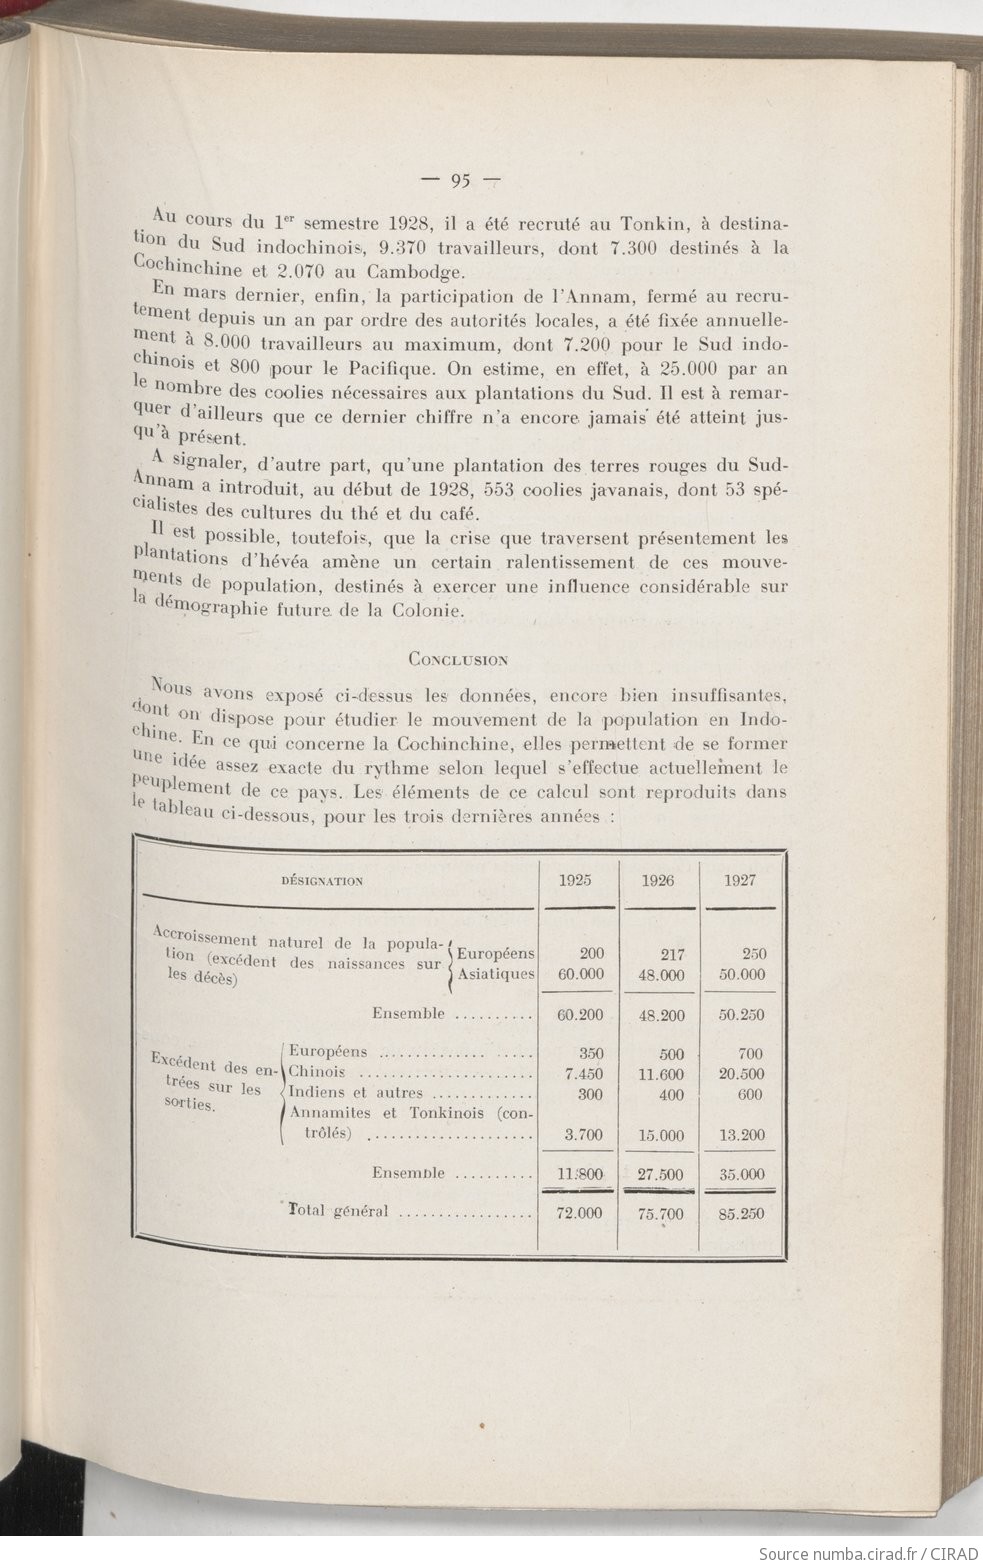 — 95 —
Au cours du 1er semestre 1928, il a été recruté au Tonkin, à destina-
tion du Sud indochinois, 9.370 travailleurs, dont 7.300 destinés à la
Cochinchine et 2.070 au Cambodge.
En mars dernier, enfin, la participation de l'Annam, fermé au recru-
tement depuis un an par ordre des autorités locales, a été fixée annuelle-
ment à 8.000 travailleurs au maximum, dont 7.200 pour le Sud indo-
chinois et 800 pour le Pacifique. On estime, en effet, à 25.000 par an
le nombre des coolies nécessaires aux plantations du Sud. Il est à remar-
quer d'ailleurs que ce dernier chiffre n'a encore jamais été atteint jus-
qu'à présent.
A signaler, d'autre part, qu'une plantation des terres rouges du Sud-
Annam a introduit, au début de 1928, 553 coolies javanais, dont 53 spé-
cialistes des cultures du thé et du café.
Il est possible, toutefois, que la crise que traversent présentement les
plantations d'hévéa amène un certain ralentissement de ces mouve-
ments de population, destinés à exercer une influence considérable sur
la démographie future de la Colonie.
CONCLUSION
Nous avons exposé ci-dessus les données, encore bien insuffisantes,
dont on dispose pour étudier le mouvement de la population en Indo-
chine. En ce qui concerne la Cochinchine, elles permettent de se former
une idée assez exacte du rythme selon lequel s'effectue actuellement le
peuplement de ce pays. Les éléments de ce calcul sont reproduits dans
le tableau ci-dessous, pour les trois dernières années :
DÉSIGNATION 1925 1926 1927
Accroissement naturel de la popula-
tion (excédent des naissances sur
les décès)
Européens 200 217 250
Asiatiques 60.000 48.000 50.000
Ensemble .......... 60.200 48.200 50.250
Excédent des en-
trées sur les
sorties.
Européens .................. 350 500 700
Chinois ...................... 7.450 11.600 20.500
Indiens et autres ............. 300 400 600
Annamites et Tonkinois (con-
trôlés) ..................... 3.700 15.000 13.200
Ensemble .......... 11.800 27.500 35.000
Total général ................. 72.000 75.700 85.250
Source numba.cirad.fr / CIRAD